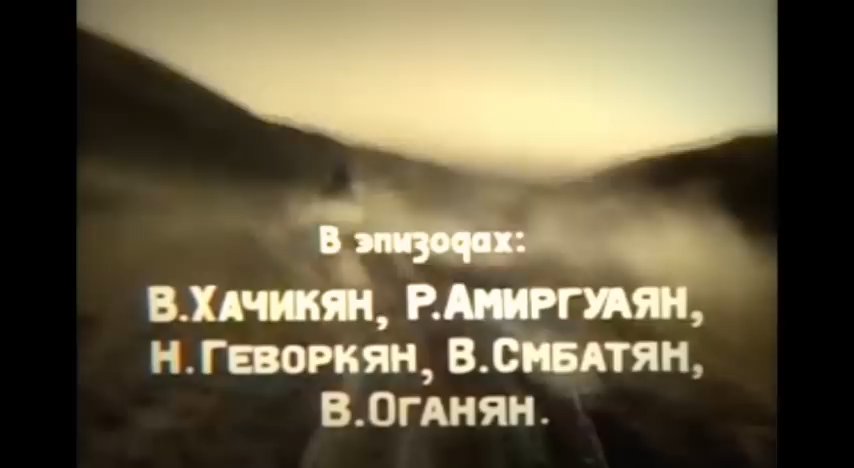 В эпизодах:
В.Хачикян, Р.Амиргуаян,
Н.Геворкян, В.Смбатян,
В.Оганян.